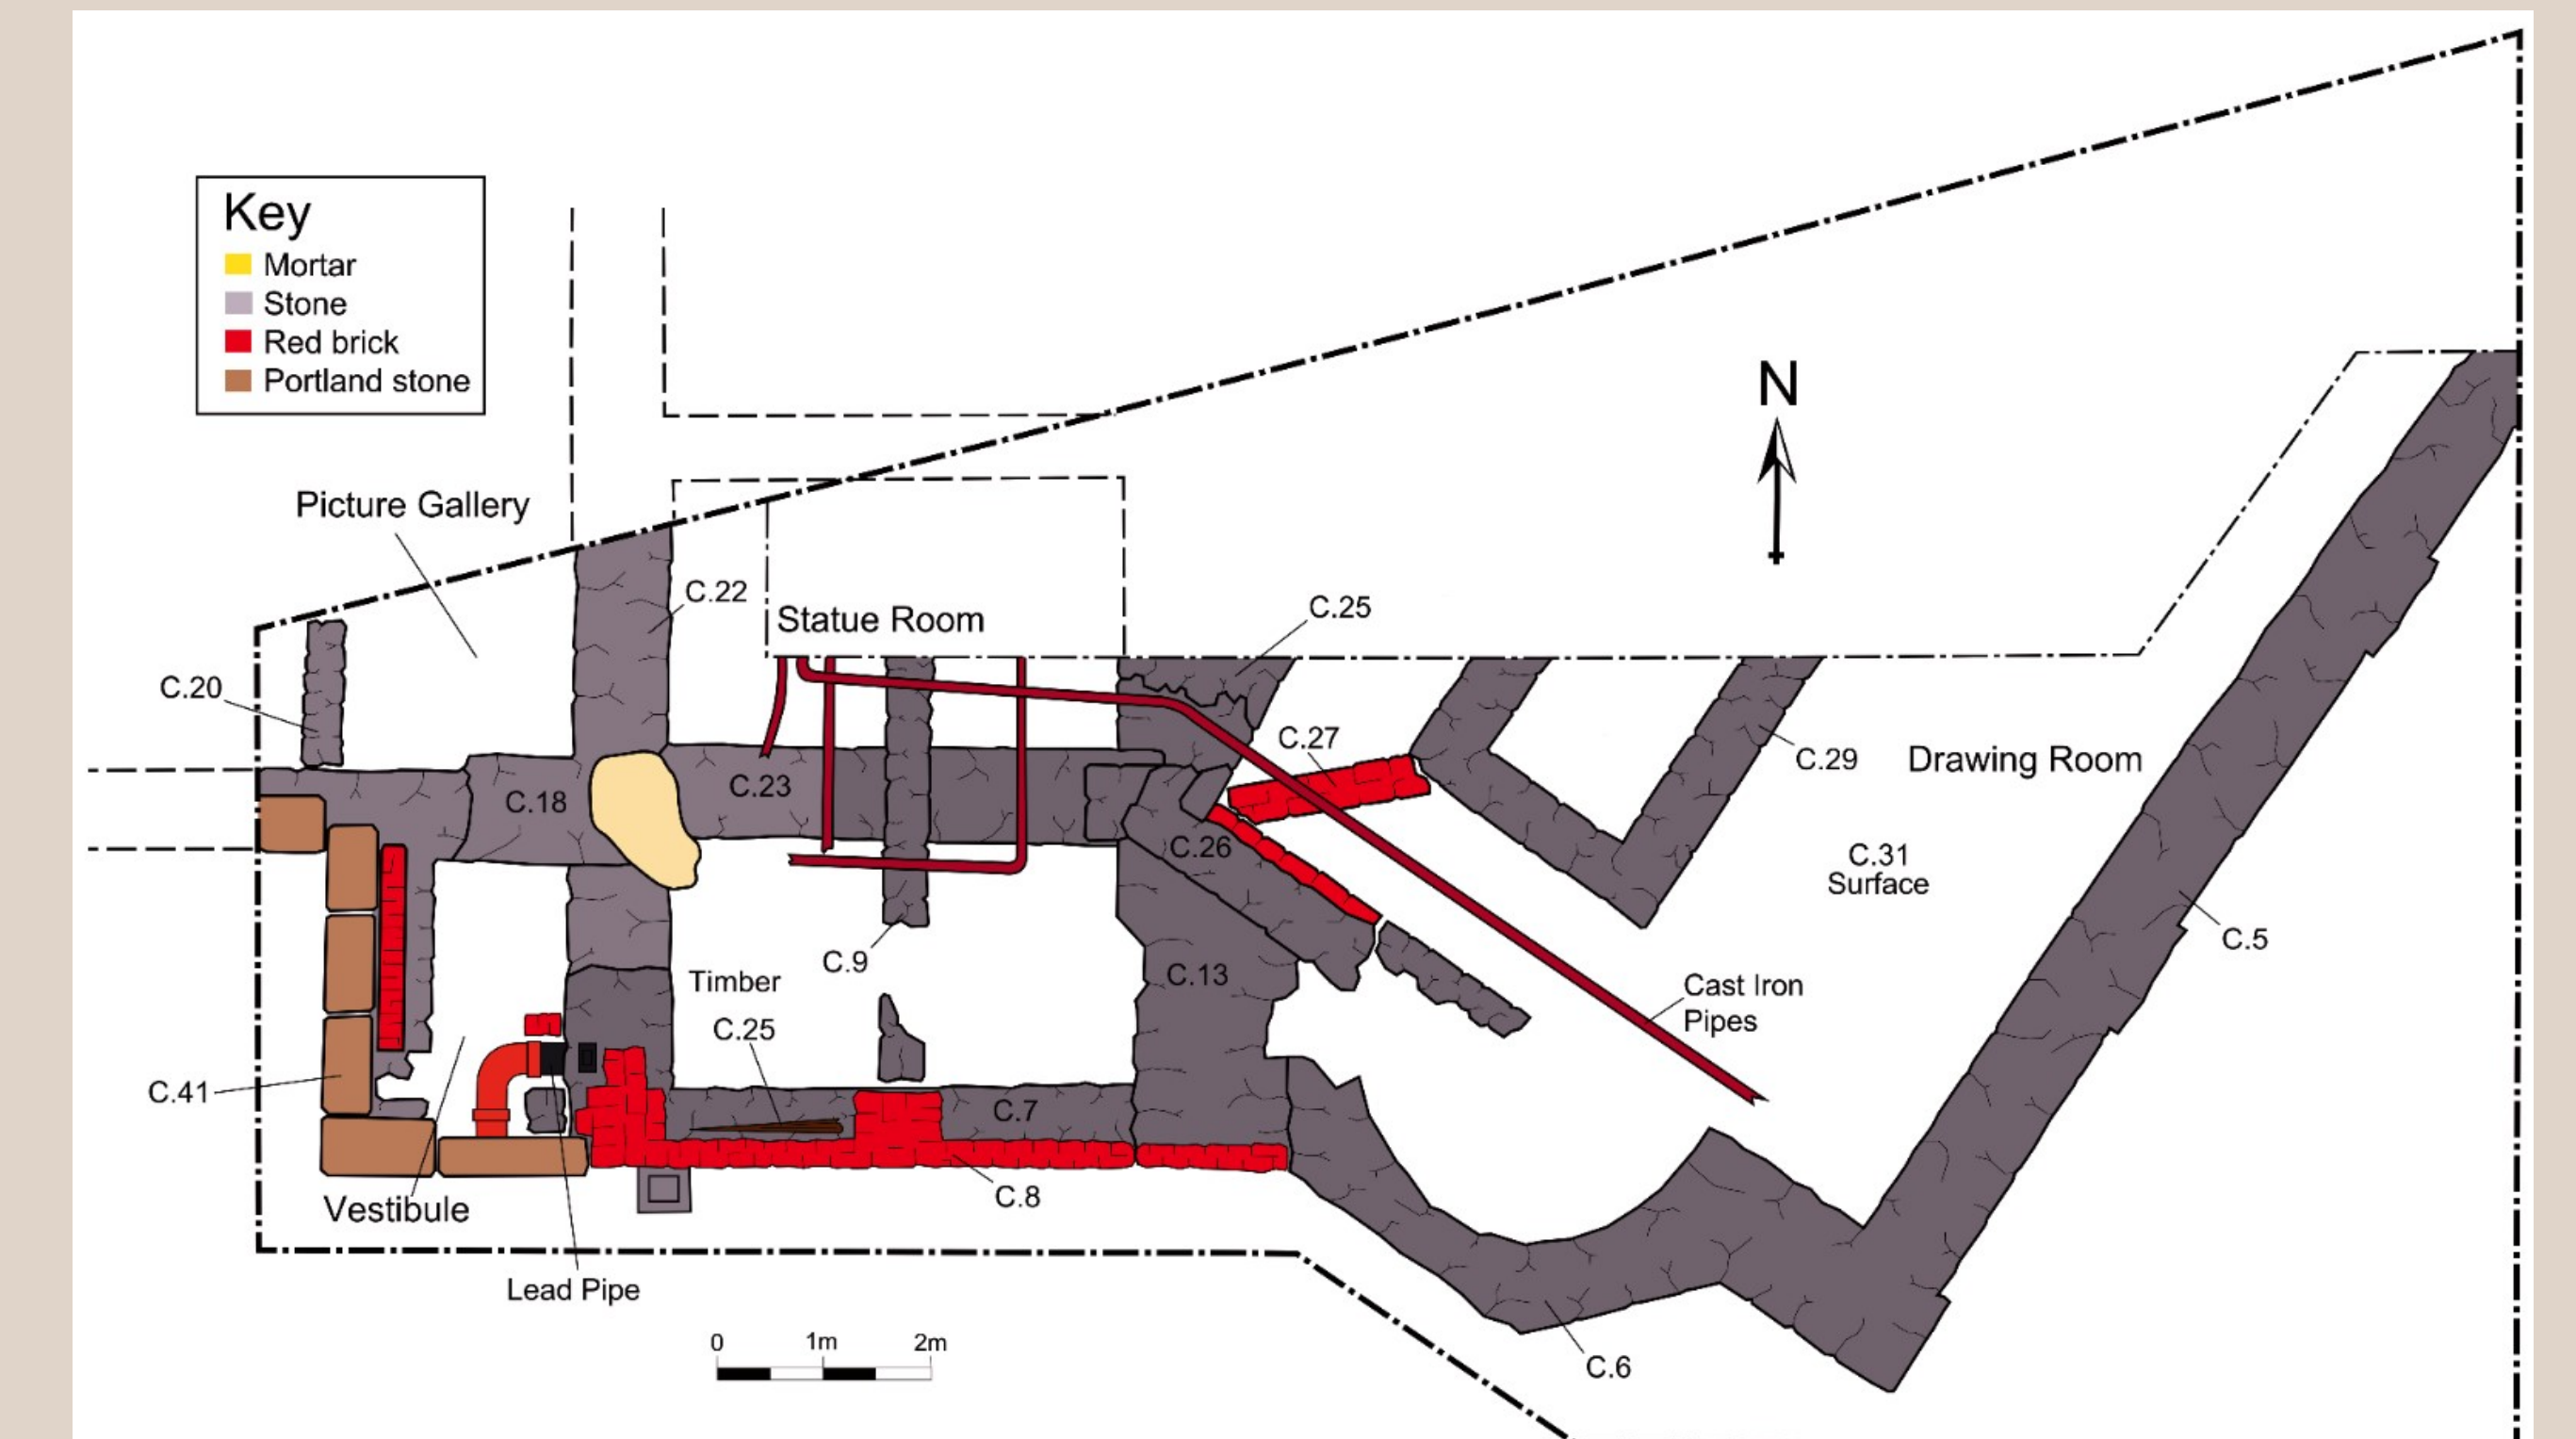 Key
Mortar
Stone
Red brick
Portland stone
N
Picture Gallery
C.22
Statue Room
C.25
C.20
C.27
C.29
Drawing Room
C.18
C.23
C.26
C.31
Surface
C.9
C.13
C.5
Timber
C.25
Cast Iron
Pipes
C.41
C.7
C.8
Vestibule
Lead Pipe
0 1m 2m
C.6